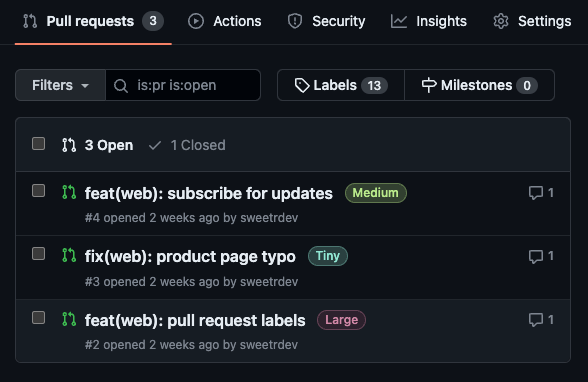 Pull requests 3 Actions Security Insights Settings
Filters is:pr is:open Labels 13 Milestones 0
3 Open 1 Closed
feat(web): subscribe for updates Medium 1
#4 opened 2 weeks ago by sweetrdev
fix(web): product page typo Tiny 1
#3 opened 2 weeks ago by sweetrdev
feat(web): pull request labels Large 1
#2 opened 2 weeks ago by sweetrdev